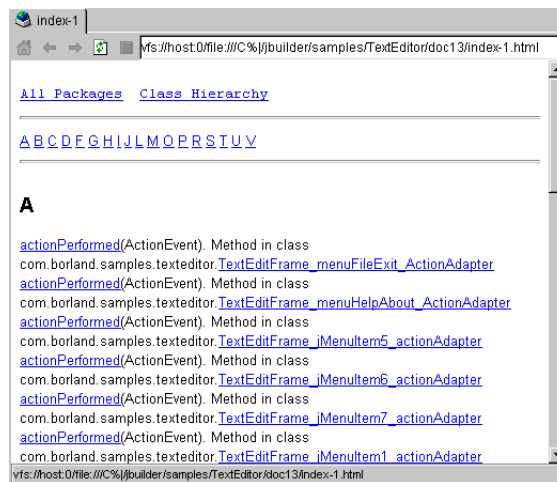 index-1
vfs://host:0/file:///C%|/jbuilder/samples/TextEditor/doc13/index-1.html
All Packages Class Hierarchy
A B C D F G H I J L M O P R S T U V
A
actionPerformed(ActionEvent). Method in class
com.borland.samples.texteditor.TextEditFrame_menuFileExit_ActionAdapter
actionPerformed(ActionEvent). Method in class
com.borland.samples.texteditor.TextEditFrame_menuHelpAbout_ActionAdapter
actionPerformed(ActionEvent). Method in class
com.borland.samples.texteditor.TextEditFrame_jMenuItem5_actionAdapter
actionPerformed(ActionEvent). Method in class
com.borland.samples.texteditor.TextEditFrame_jMenuItem6_actionAdapter
actionPerformed(ActionEvent). Method in class
com.borland.samples.texteditor.TextEditFrame_jMenuItem7_actionAdapter
actionPerformed(ActionEvent). Method in class
com.borland.samples.texteditor.TextEditFrame_jMenuItem1_actionAdapter
vfs://host:0/file:///C%|/jbuilder/samples/TextEditor/doc13/index-1.html